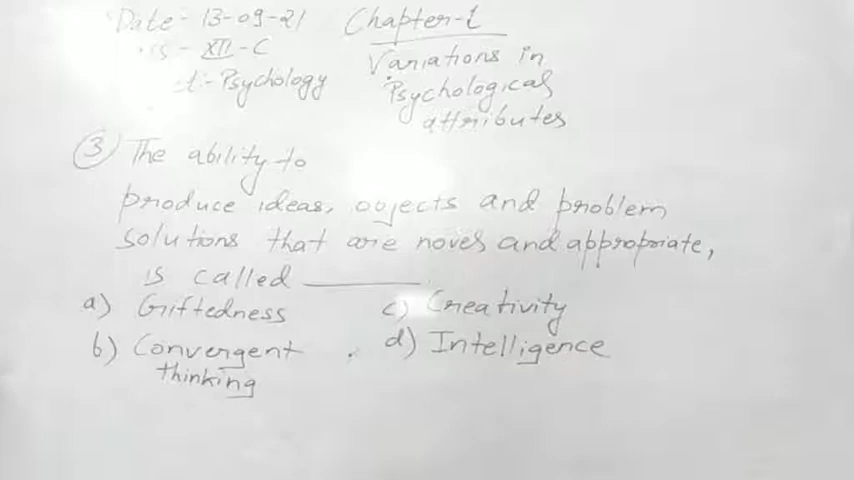 Date - 13-09-21
Chapter-1
s - XII-C
Variations in
Psychological
attributes
t:- Psychology
3 The ability to
produce ideas, objects and problem
solutions that are noves and appropriate,
is called ______
a) Giftedness
c) Creativity
b) Convergent
thinking
d) Intelligence